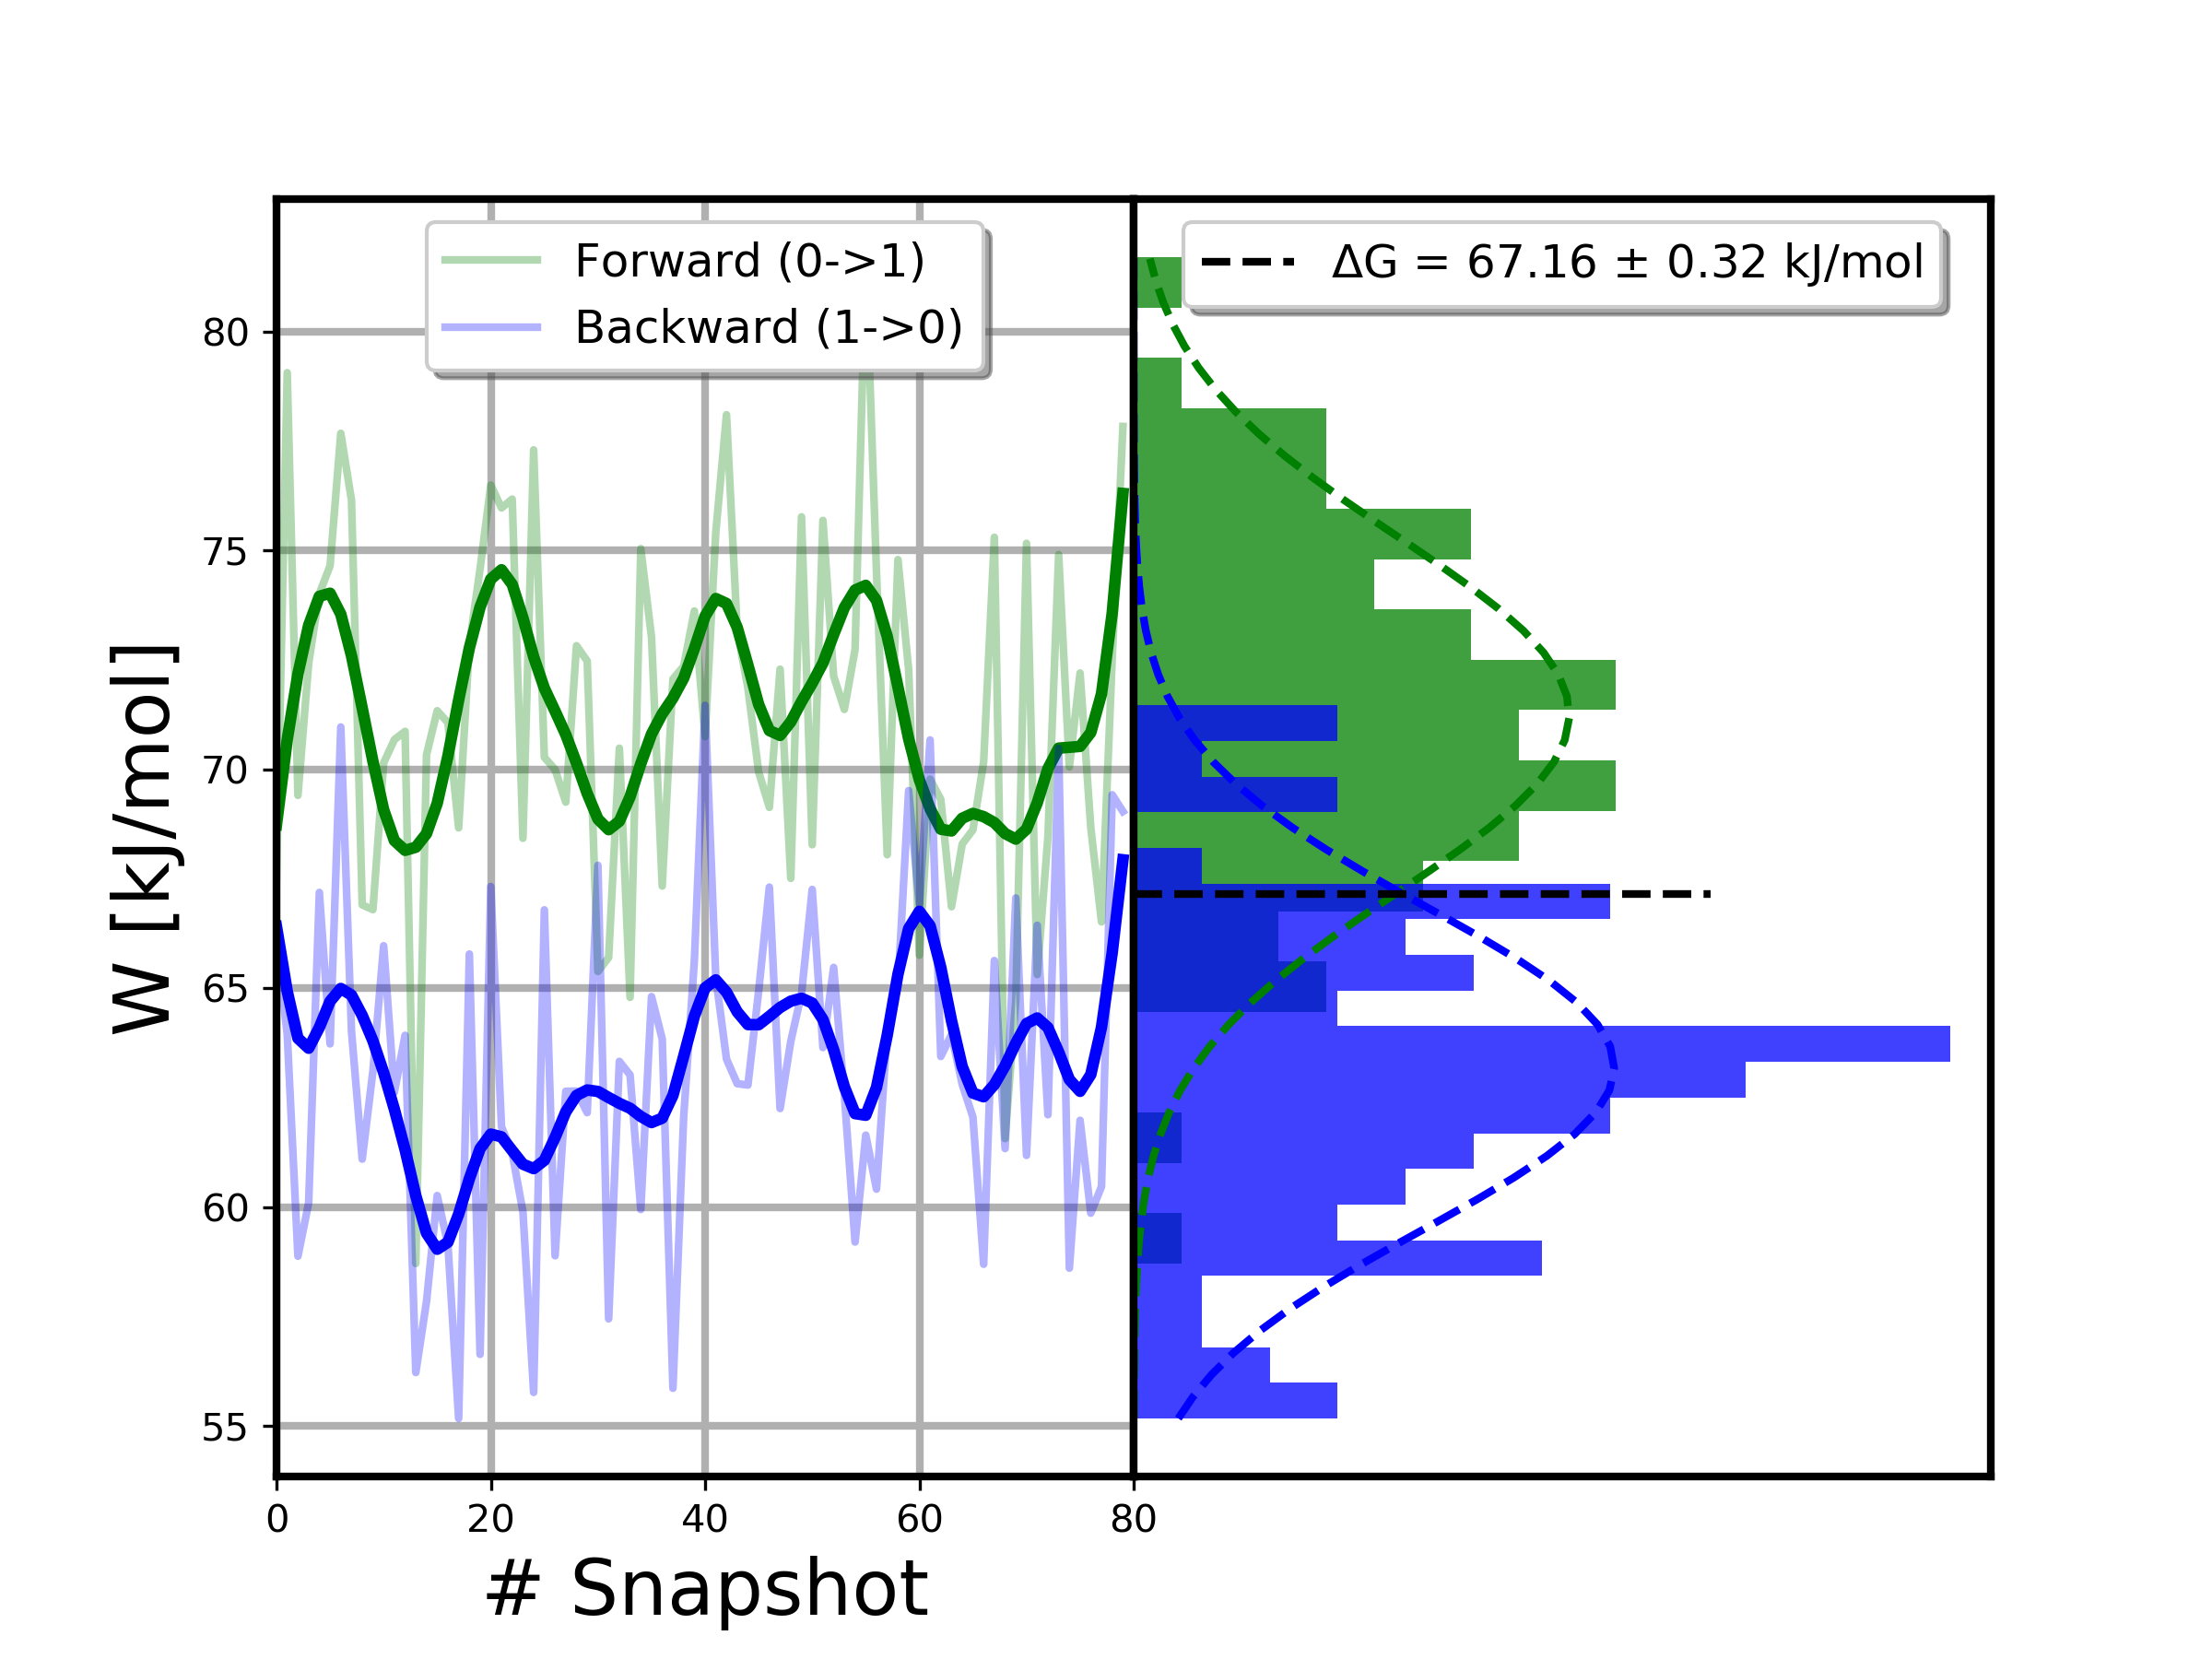 Forward (0->1)
Backward (1->0)
ΔG = 67.16 ± 0.32 kJ/mol
W [kJ/mol]
80
75
70
65
60
55
0 20 40 60 80
# Snapshot